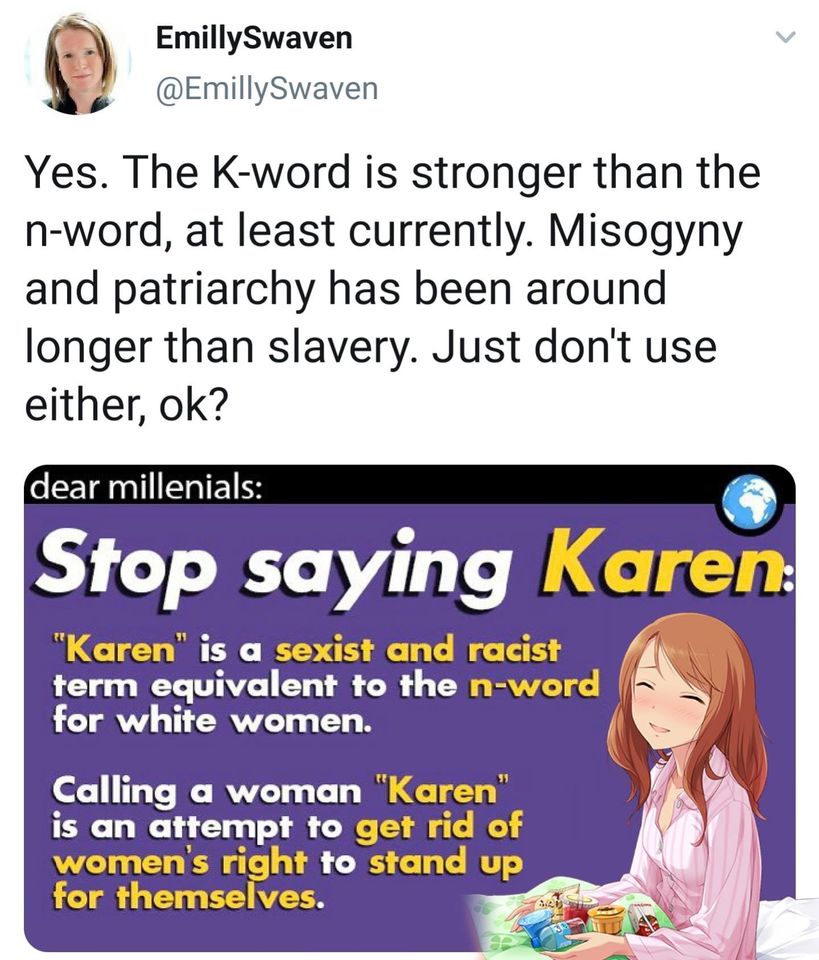 EmillySwaven
@EmillySwaven
Yes. The K-word is stronger than the
n-word, at least currently. Misogyny
and patriarchy has been around
longer than slavery. Just don't use
either, ok?
dear millenials:
Stop saying Karen:
"Karen" is a sexist and racist
term equivalent to the n-word
for white women.
Calling a woman "Karen"
is an attempt to get rid of
women's right to stand up
for themselves.